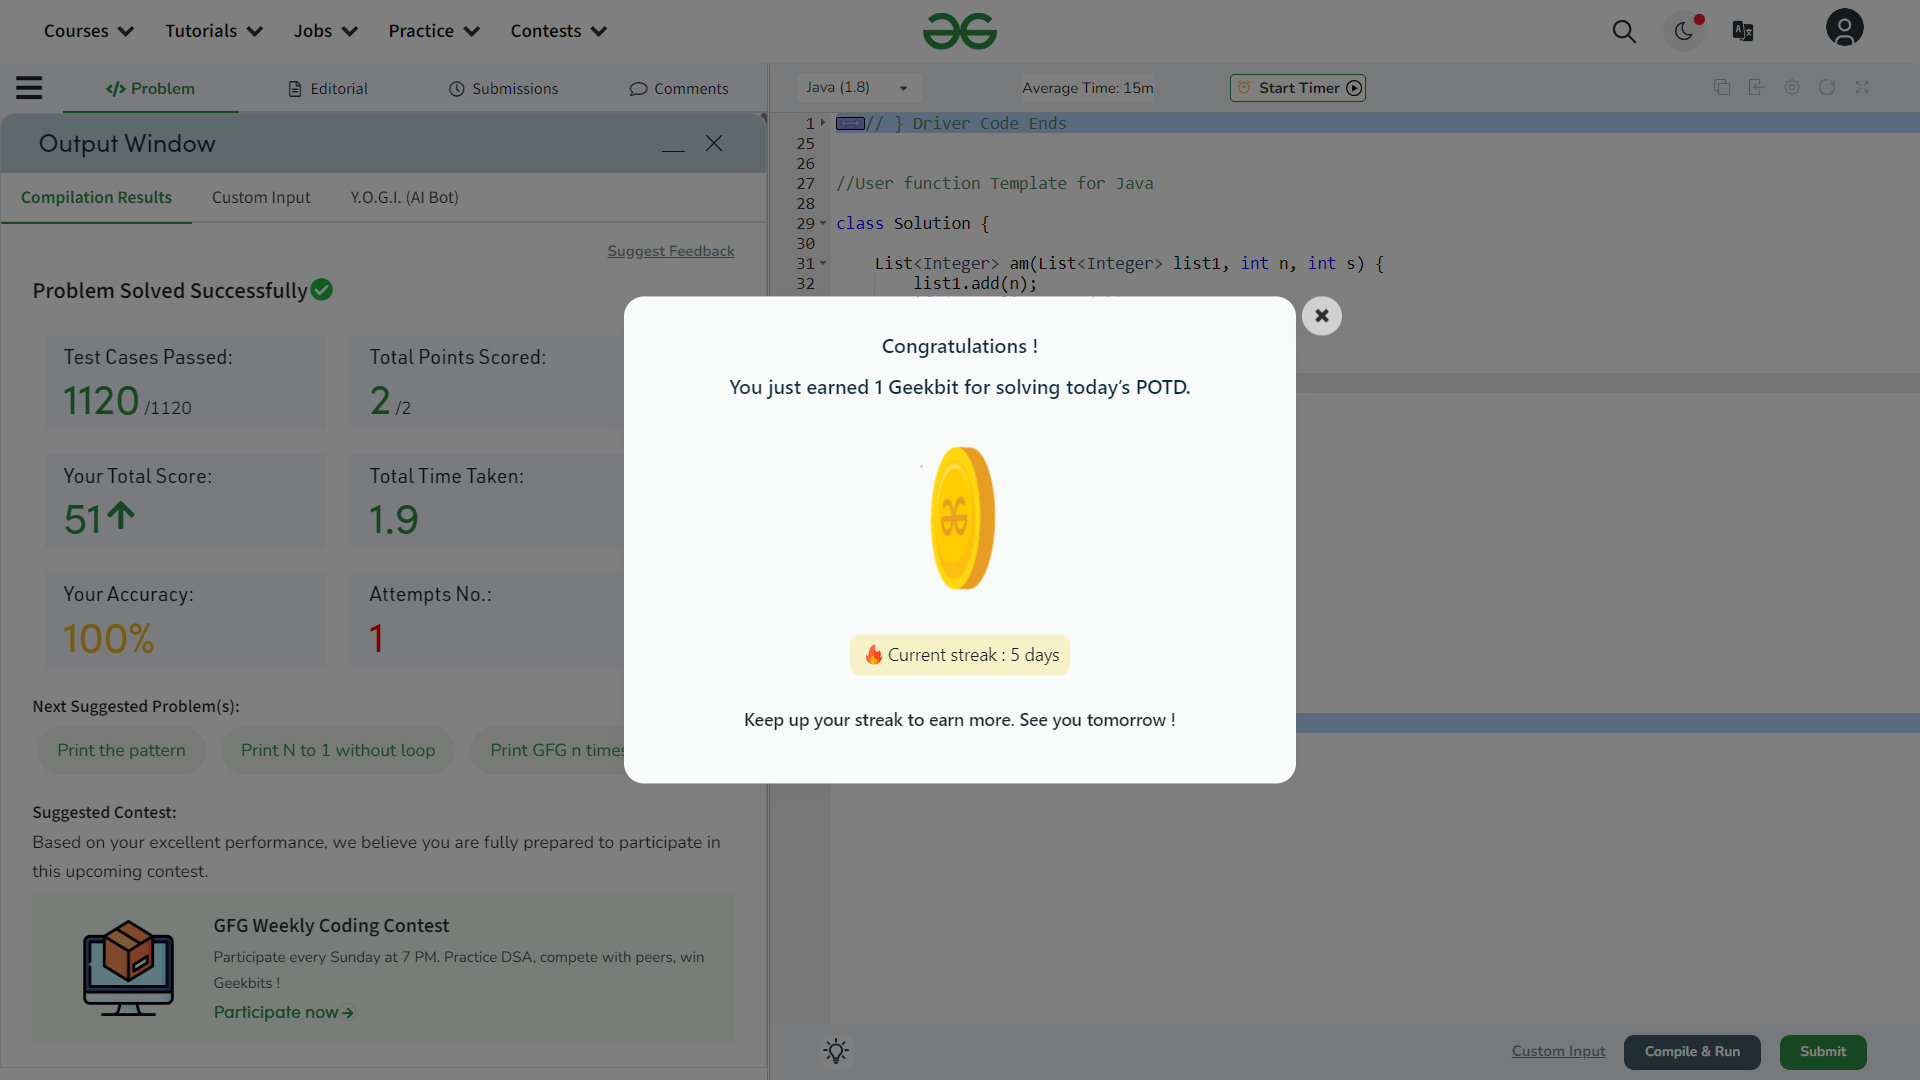 Courses
Tutorials
Jobs
Practice
Contests
Problem
Editorial
Submissions
Comments
Java (1.8)
Average Time: 15m
Start Timer
Output Window
Compilation Results
Custom Input
Y.O.G.I. (AI Bot)
Suggest Feedback
Problem Solved Successfully
Test Cases Passed:
1120 /1120
Total Points Scored:
2 /2
Your Total Score:
51
Total Time Taken:
1.9
Your Accuracy:
100%
Attempts No.:
1
Next Suggested Problem(s):
Print the pattern
Print N to 1 without loop
Print GFG n times
Suggested Contest:
Based on your excellent performance, we believe you are fully prepared to participate in
this upcoming contest.
GFG Weekly Coding Contest
Participate every Sunday at 7 PM. Practice DSA, compete with peers, win
Geekbits !
Participate now
1 // } Driver Code Ends
25
26
27 //User function Template for Java
28
29 class Solution {
30
31 List<Integer> am(List<Integer> list1, int n, int s) {
32 list1.add(n);
Congratulations !
You just earned 1 Geekbit for solving today’s POTD.
Current streak : 5 days
Keep up your streak to earn more. See you tomorrow !
Custom Input
Compile & Run
Submit